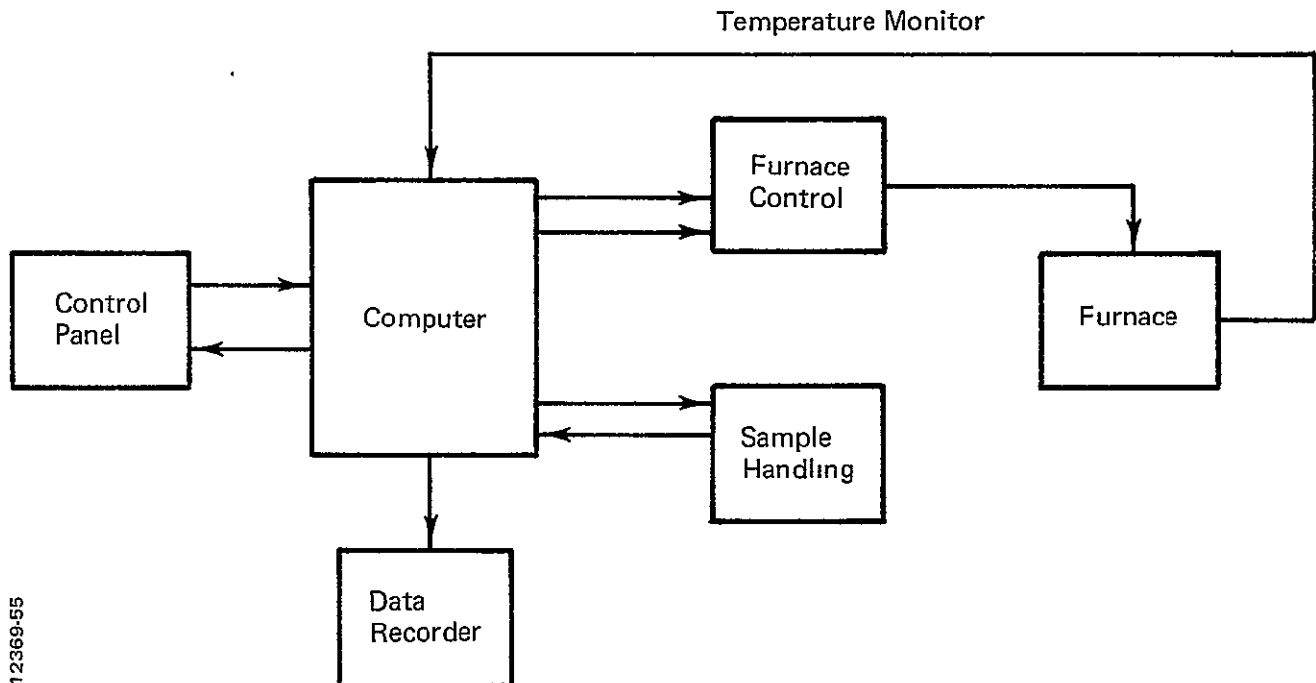 Temperature Monitor
Furnace
Control
Control
Panel
Computer
Furnace
Sample
Handling
Data
Recorder
12369-55